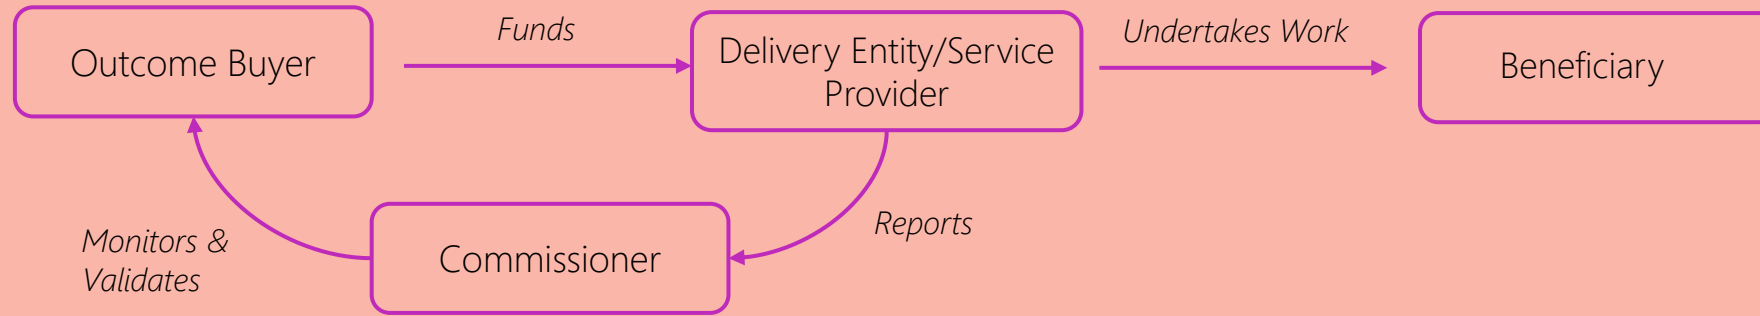 Outcome Buyer
Funds
Delivery Entity/Service
Provider
Undertakes Work
Beneficiary
Monitors &
Validates
Commissioner
Reports